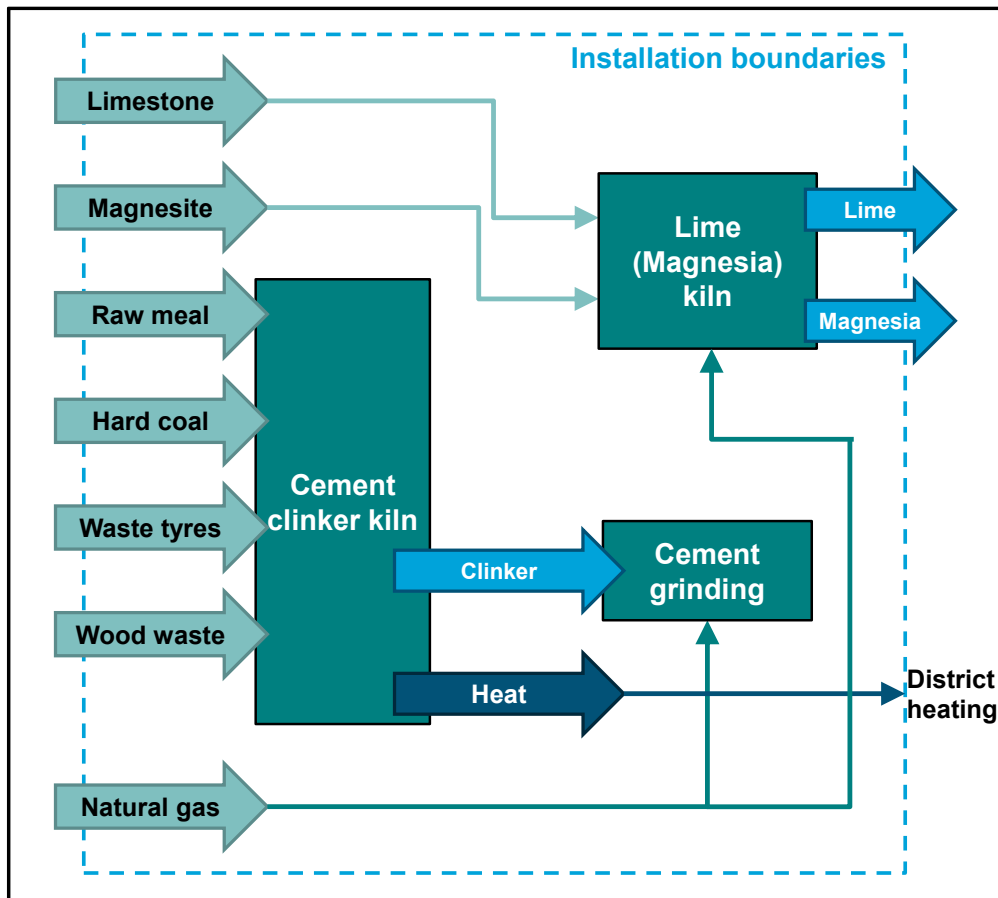 Installation boundaries
Limestone
Magnesite
Raw meal
Hard coal
Waste tyres
Wood waste
Natural gas
Cement
clinker kiln
Clinker
Heat
Lime
(Magnesia)
kiln
Lime
Magnesia
Cement
grinding
District
heating